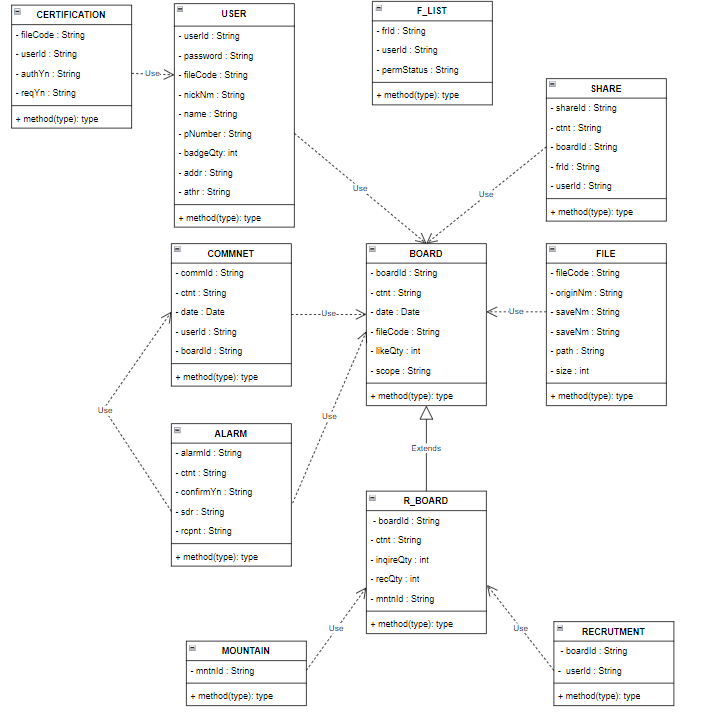 CERTIFICATION
- fileCode : String
- userId : String
- authYn : String
- reqYn : String
+ method(type): type
Use
USER
- userId : String
- password : String
- fileCode : String
- nickNm : String
- name : String
- pNumber : String
- badgeQty: int
- addr : String
- athr : String
+ method(type): type
F_LIST
- frId : String
- userId : String
- permStatus : String
+ method(type): type
SHARE
- shareId : String
- ctnt : String
- boardId : String
- frId : String
- userId : String
+ method(type): type
Use
Use
COMMNET
- commId : String
- ctnt : String
- date : Date
- userId : String
- boardId : String
+ method(type): type
Use
BOARD
- boardId : String
- ctnt : String
- date : Date
- fileCode : String
- likeQty : int
- scope : String
+ method(type): type
Use
FILE
- fileCode : String
- originNm : String
- saveNm : String
- saveNm : String
- path : String
- size : int
+ method(type): type
Use
Use
ALARM
- alarmId : String
- ctnt : String
- confirmYn : String
- sdr : String
- rcpnt : String
+ method(type): type
Extends
R_BOARD
- boardId : String
- ctnt : String
- inqireQty : int
- recQty : int
- mntnId : String
+ method(type): type
Use
Use
MOUNTAIN
- mntnId : String
+ method(type): type
RECRUTMENT
- boardId : String
- userId : String
+ method(type): type